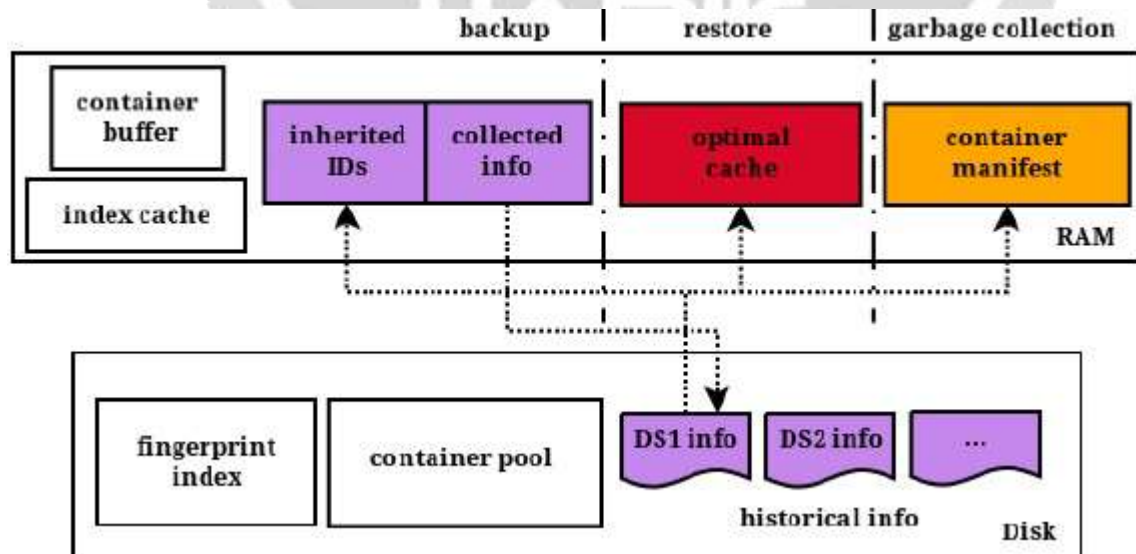 backup
restore
garbage collection
container
buffer
index cache
inherited
IDs
collected
info
optimal
cache
container
manifest
RAM
fingerprint
index
container pool
DS1 info
DS2 info
...
historical info
Disk